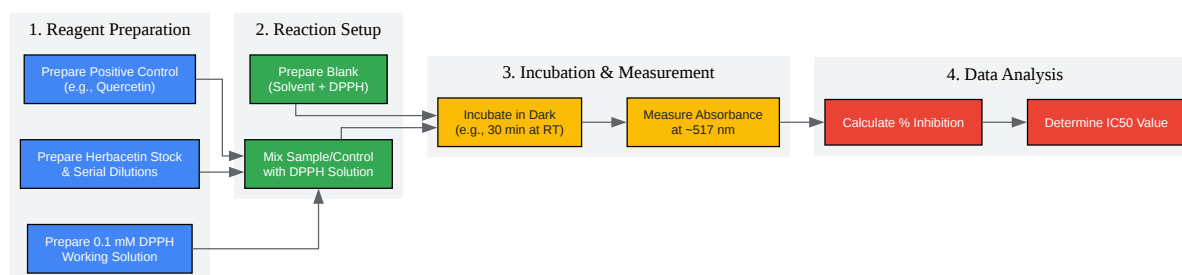 1. Reagent Preparation
Prepare Positive Control
(e.g., Quercetin)
Prepare Herbacetin Stock
& Serial Dilutions
Prepare 0.1 mM DPPH
Working Solution
2. Reaction Setup
Prepare Blank
(Solvent + DPPH)
Mix Sample/Control
with DPPH Solution
3. Incubation & Measurement
Incubate in Dark
(e.g., 30 min at RT)
Measure Absorbance
at ~517 nm
4. Data Analysis
Calculate % Inhibition
Determine IC50 Value